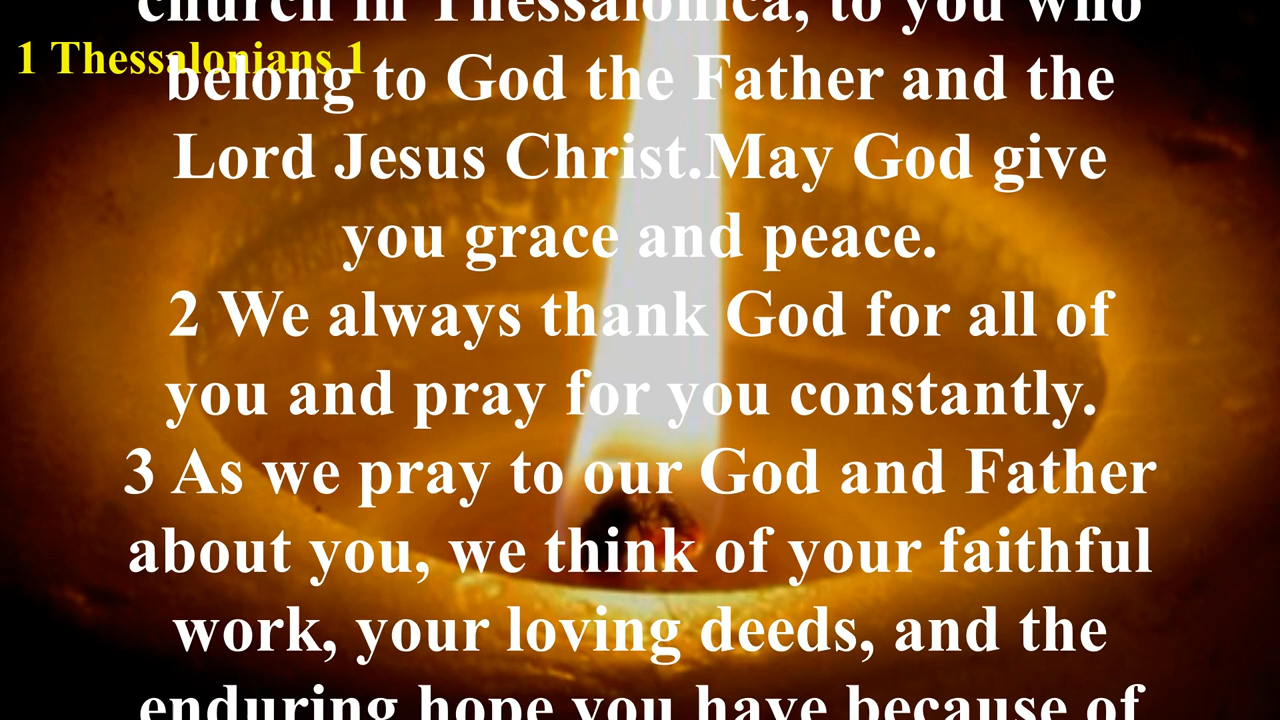 church in Thessalonica, to you who
1 Thessalonians 1
belong to God the Father and the
Lord Jesus Christ.May God give
you grace and peace.
2 We always thank God for all of
you and pray for you constantly.
3 As we pray to our God and Father
about you, we think of your faithful
work, your loving deeds, and the
enduring hope you have because of